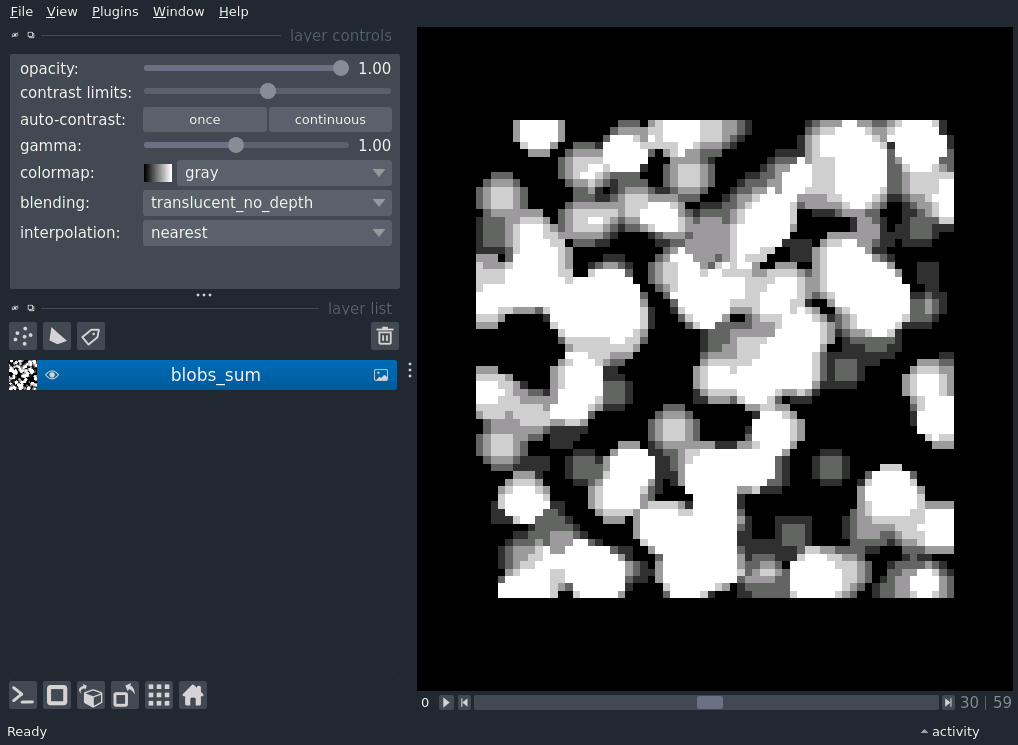 File View Plugins Window Help
layer controls
opacity: 1.00
contrast limits:
auto-contrast: once continuous
gamma: 1.00
colormap: gray
blending: translucent_no_depth
interpolation: nearest
layer list
blobs_sum
0 30 | 59
Ready activity